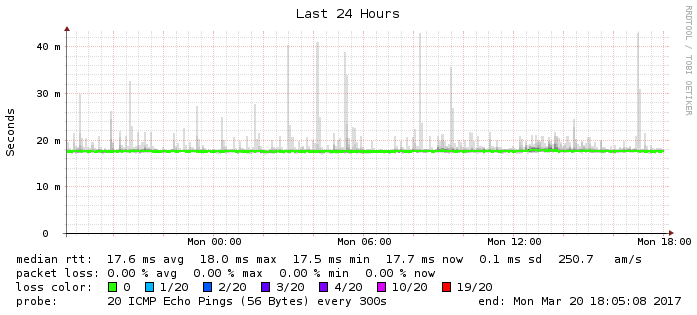 Last 24 Hours
RRDTOOL / TOBI OETIKER
Seconds
40 m
30 m
20 m
10 m
0
Mon 00:00 Mon 06:00 Mon 12:00 Mon 18:00
median rtt: 17.6 ms avg 18.0 ms max 17.5 ms min 17.7 ms now 0.1 ms sd 250.7 am/s
packet loss: 0.00 % avg 0.00 % max 0.00 % min 0.00 % now
loss color: 0 1/20 2/20 3/20 4/20 10/20 19/20
probe: 20 ICMP Echo Pings (56 Bytes) every 300s end: Mon Mar 20 18:05:08 2017